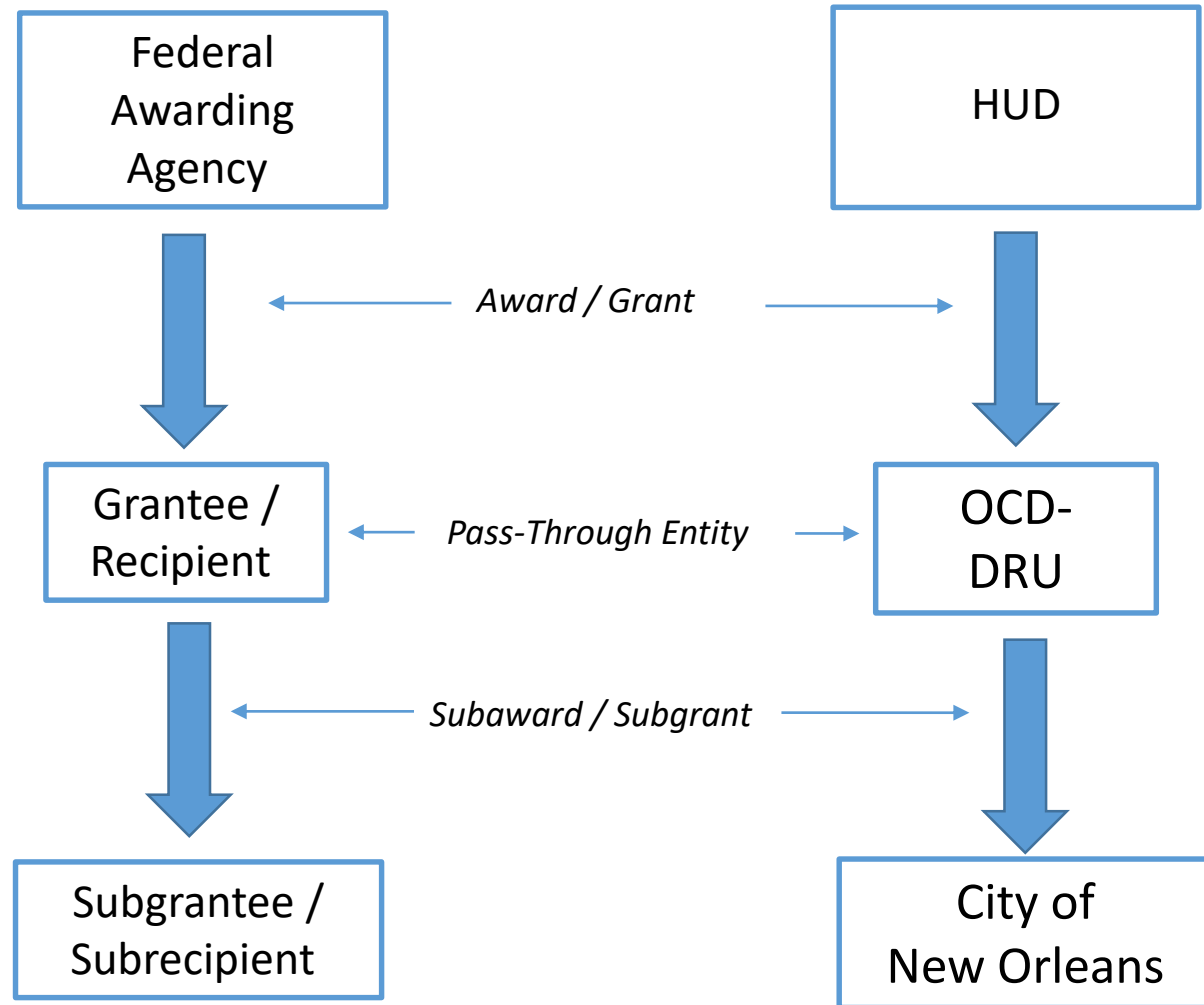 Federal
Awarding
Agency
HUD
Award / Grant
Grantee /
Recipient
Pass-Through Entity
OCD-
DRU
Subaward / Subgrant
Subgrantee /
Subrecipient
City of
New Orleans